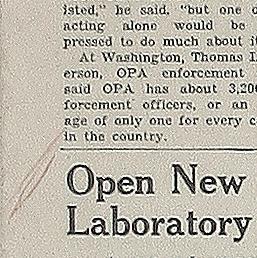 isted," he said, "but one
acting alone would be
pressed to do much about
At Washington, Thomas
erson, OPA enforcement
said OPA has about
forcement officers, or an
age of only one for every
in the country.
Open New
Laboratory